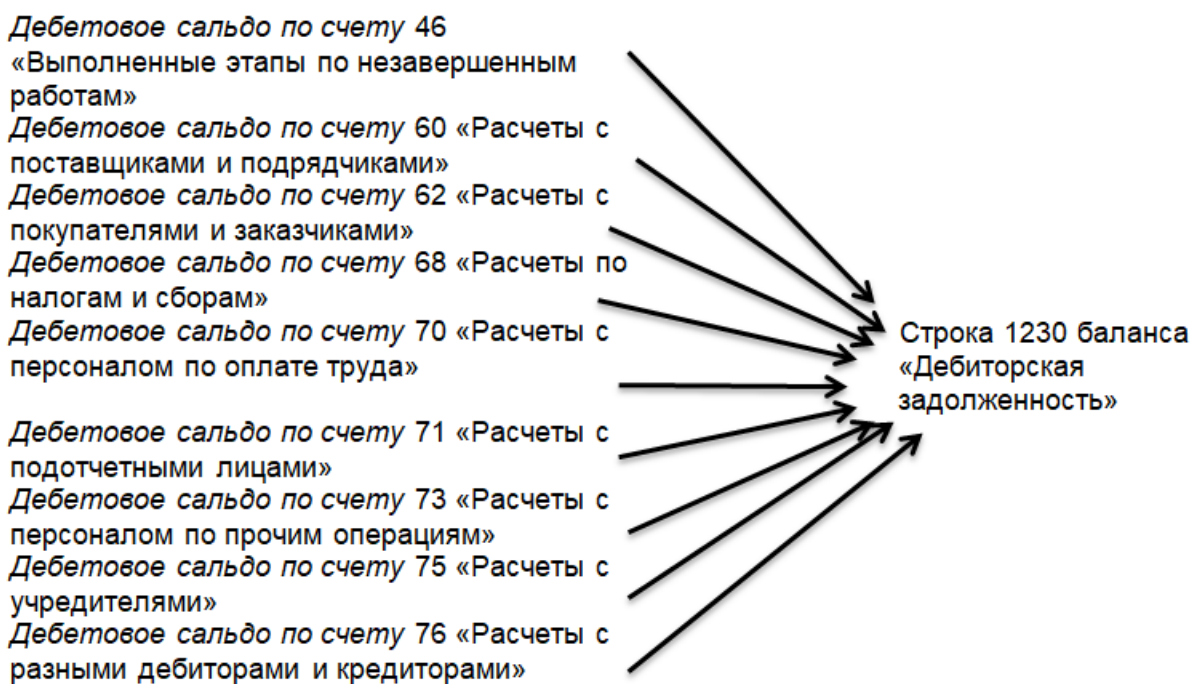 Дебетовое сальдо по счету 46
«Выполненные этапы по незавершенным
работам»
Дебетовое сальдо по счету 60 «Расчеты с
поставщиками и подрядчиками»
Дебетовое сальдо по счету 62 «Расчеты с
покупателями и заказчиками»
Дебетовое сальдо по счету 68 «Расчеты по
налогам и сборам»
Дебетовое сальдо по счету 70 «Расчеты с
персоналом по оплате труда»
Дебетовое сальдо по счету 71 «Расчеты с
подотчетными лицами»
Дебетовое сальдо по счету 73 «Расчеты с
персоналом по прочим операциям»
Дебетовое сальдо по счету 75 «Расчеты с
учредителями»
Дебетовое сальдо по счету 76 «Расчеты с
разными дебиторами и кредиторами»
Строка 1230 баланса
«Дебиторская
задолженность»